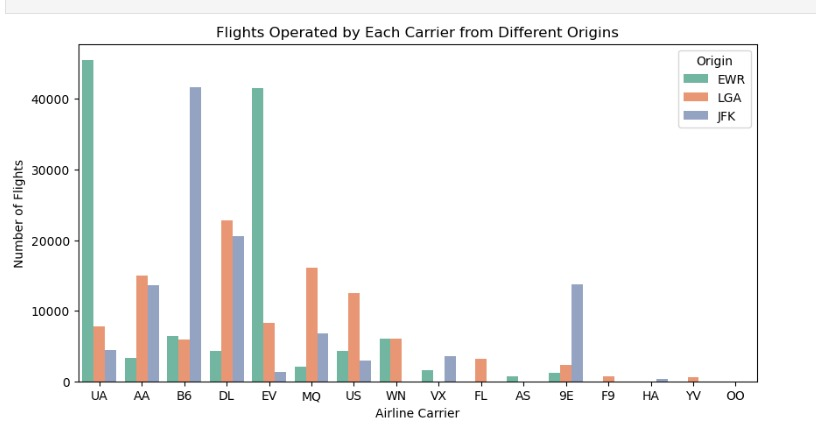 Flights Operated by Each Carrier from Different Origins
Origin
EWR
LGA
JFK
40000
30000
20000
10000
0
Number of Flights
UA AA B6 DL EV MQ US WN VX FL AS 9E F9 HA YV OO
Airline Carrier